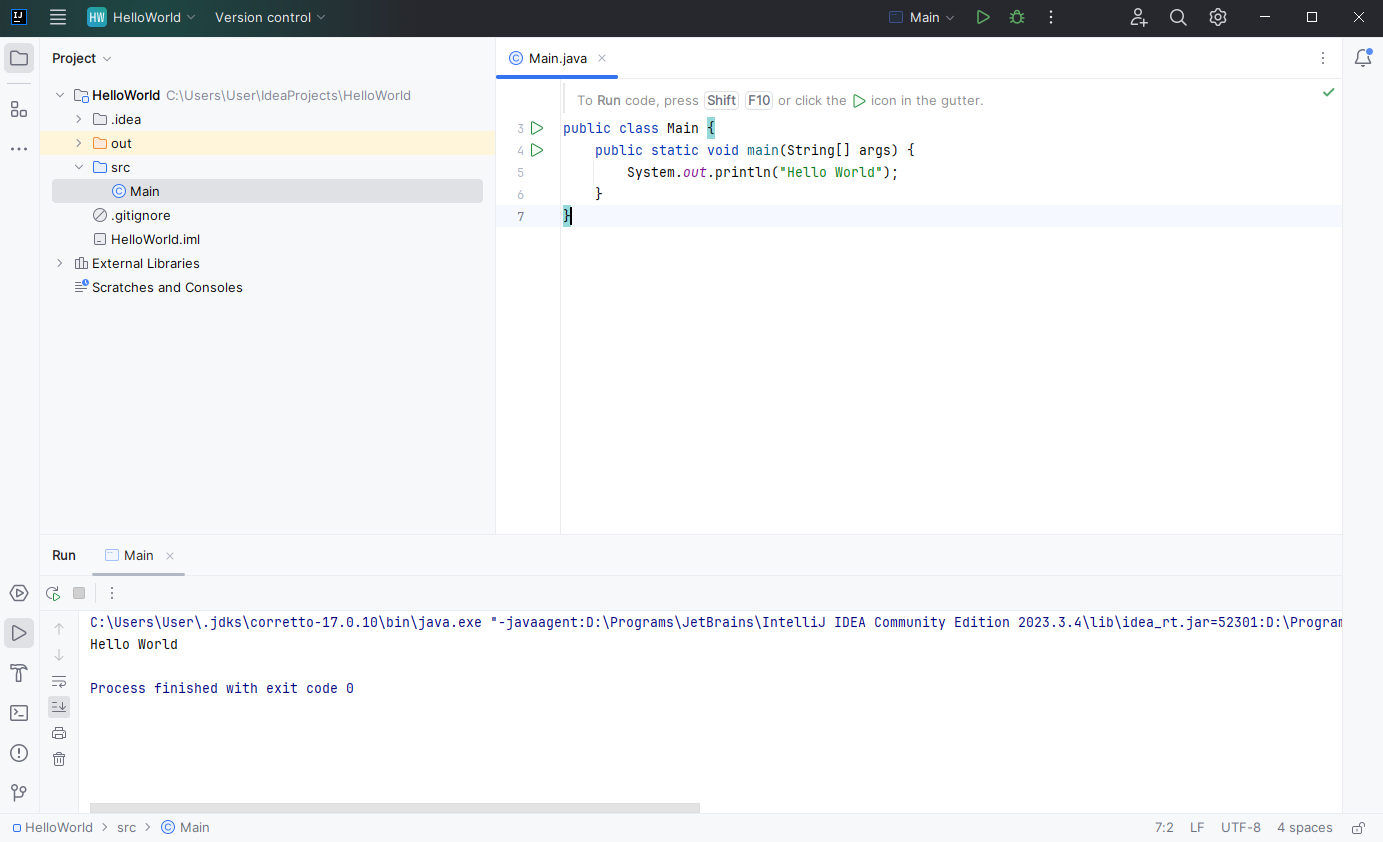 HW HelloWorld Version control Main
Project
Main.java
HelloWorld C:\Users\User\IdeaProjects\HelloWorld
.idea
out
src
Main
.gitignore
HelloWorld.iml
External Libraries
Scratches and Consoles
To Run code, press Shift F10 or click the icon in the gutter.
3 public class Main {
4 public static void main(String[] args) {
5 System.out.println("Hello World");
6 }
7 }
Run Main
C:\Users\User\.jdks\corretto-17.0.10\bin\java.exe "-javaagent:D:\Programs\JetBrains\IntelliJ IDEA Community Edition 2023.3.4\lib\idea_rt.jar=52301:D:\Program
Hello World
Process finished with exit code 0
HelloWorld > src > Main 7:2 LF UTF-8 4 spaces